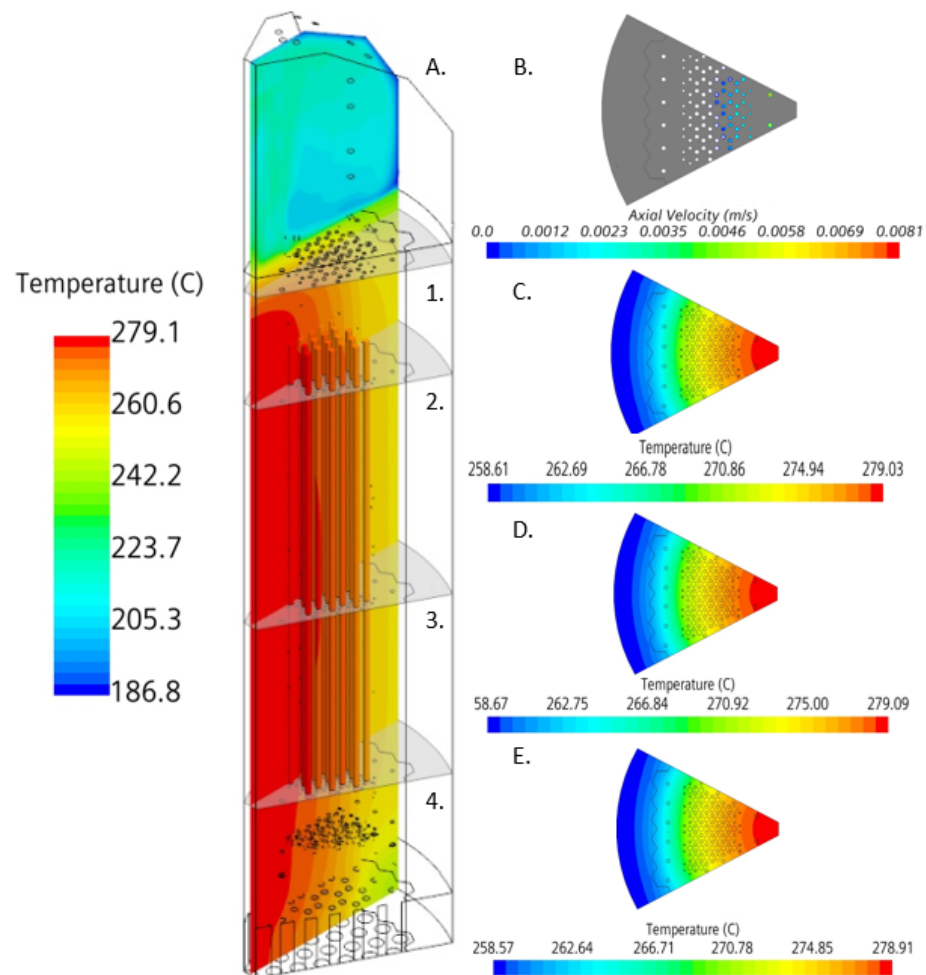 A.
B.
Axial Velocity (m/s)
0.0 0.0012 0.0023 0.0035 0.0046 0.0058 0.0069 0.0081
Temperature (C)
279.1
260.6
242.2
223.7
205.3
186.8
1.
2.
3.
4.
C.
Temperature (C)
258.61 262.69 266.78 270.86 274.94 279.03
D.
Temperature (C)
58.67 262.75 266.84 270.92 275.00 279.09
E.
Temperature (C)
258.57 262.64 266.71 270.78 274.85 278.91